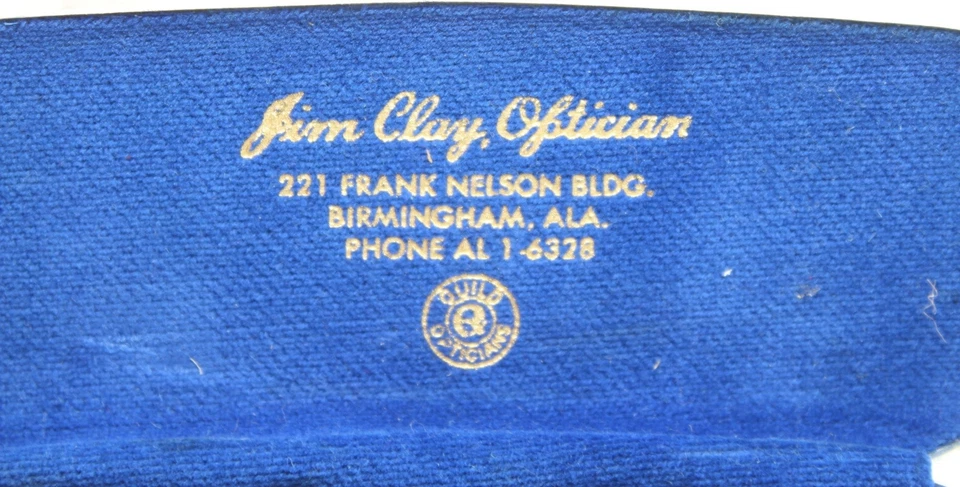 Jim Clay, Optician
221 FRANK NELSON BLDG.
BIRMINGHAM, ALA.
PHONE AL 1-6328
GUILD
OPTICIANS